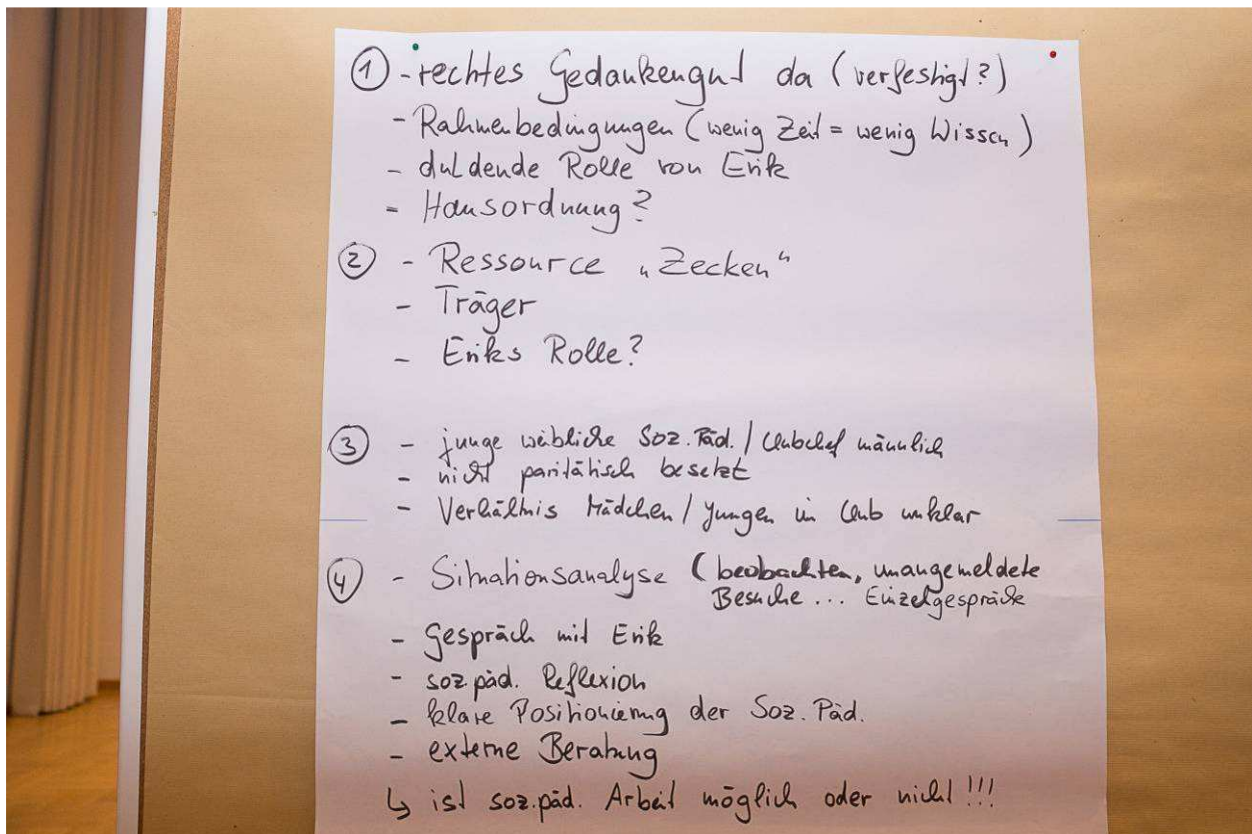 ① - rechtes Gedankengut da (verfestigt?)
- Rahmenbedingungen (wenig Zeit = wenig Wissen)
- duldende Rolle von Erik
- Hausordnung?
② - Ressource „Zecken“
- Träger
- Eriks Rolle?
③ - junge weibliche Soz.Päd. / Clubchef männlich
- nicht paritätisch besetzt
- Verhältnis Mädchen / Jungen in Club unklar
④ - Situationsanalyse (beobachten, unangemeldete
Besuche ... Einzelgespräche
- Gespräch mit Erik
- soz.päd. Reflexion
- klare Positionierung der Soz. Päd.
- externe Beratung
↳ ist soz.päd. Arbeit möglich oder nicht!!!